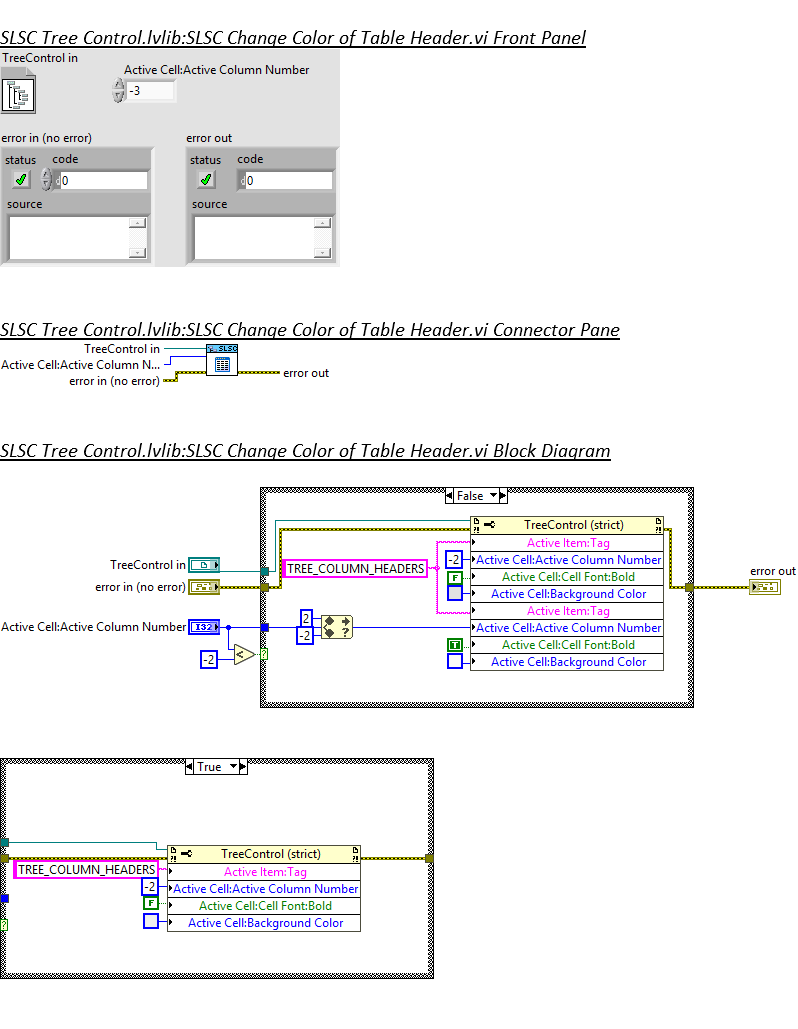 SLSC Tree Control.lvlib:SLSC Change Color of Table Header.vi Front Panel
TreeControl in
Active Cell:Active Column Number
-3
error in (no error)
error out
status code
status code
0
0
source
source
SLSC Tree Control.lvlib:SLSC Change Color of Table Header.vi Connector Pane
TreeControl in
SLSC
Active Cell:Active Column N...
error in (no error)
error out
SLSC Tree Control.lvlib:SLSC Change Color of Table Header.vi Block Diagram
False
TreeControl (strict)
Active Item:Tag
TreeControl in
TREE_COLUMN_HEADERS
-2
Active Cell:Active Column Number
error in (no error)
F
Active Cell:Cell Font:Bold
error out
Active Cell:Background Color
Active Item:Tag
Active Cell:Active Column Number
I32
2
-2
?
Active Cell:Active Column Number
-2
<
?
T
Active Cell:Cell Font:Bold
Active Cell:Background Color
True
TreeControl (strict)
TREE_COLUMN_HEADERS
Active Item:Tag
-2
Active Cell:Active Column Number
F
Active Cell:Cell Font:Bold
?
Active Cell:Background Color